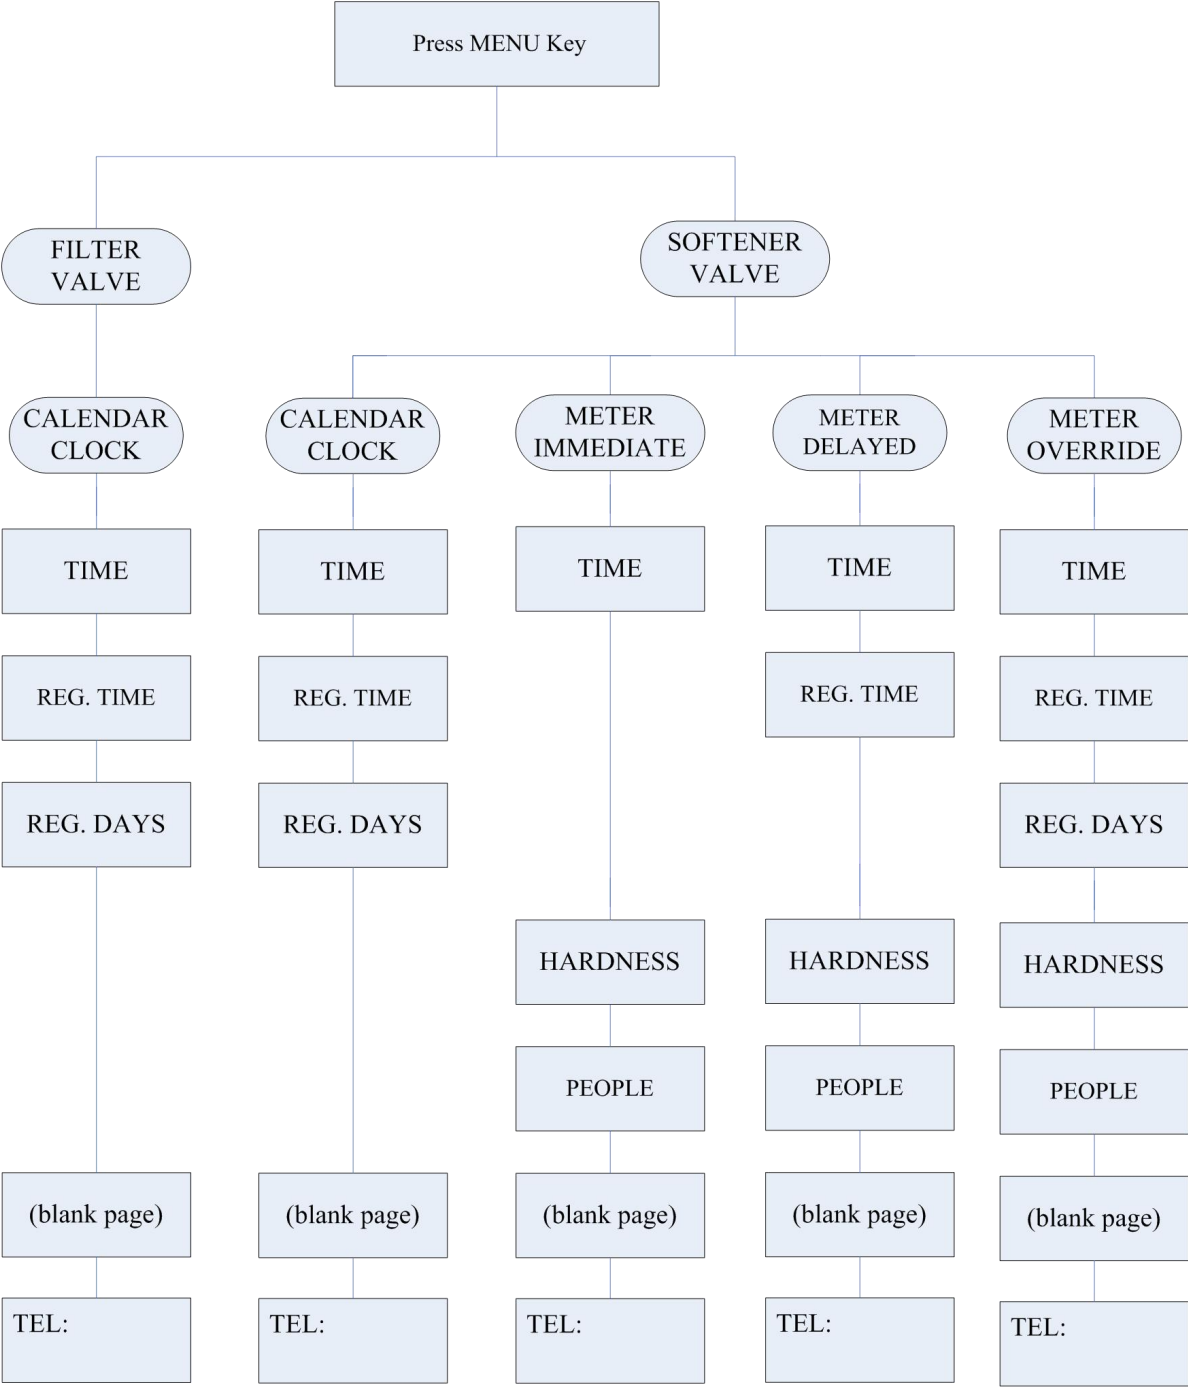 Press MENU Key
FILTER
VALVE
SOFTENER
VALVE
CALENDAR
CLOCK
CALENDAR
CLOCK
METER
IMMEDIATE
METER
DELAYED
METER
OVERRIDE
TIME
TIME
TIME
TIME
TIME
REG. TIME
REG. TIME
REG. TIME
REG. TIME
REG. DAYS
REG. DAYS
REG. DAYS
HARDNESS
HARDNESS
HARDNESS
PEOPLE
PEOPLE
PEOPLE
(blank page)
(blank page)
(blank page)
(blank page)
(blank page)
TEL:
TEL:
TEL:
TEL:
TEL: